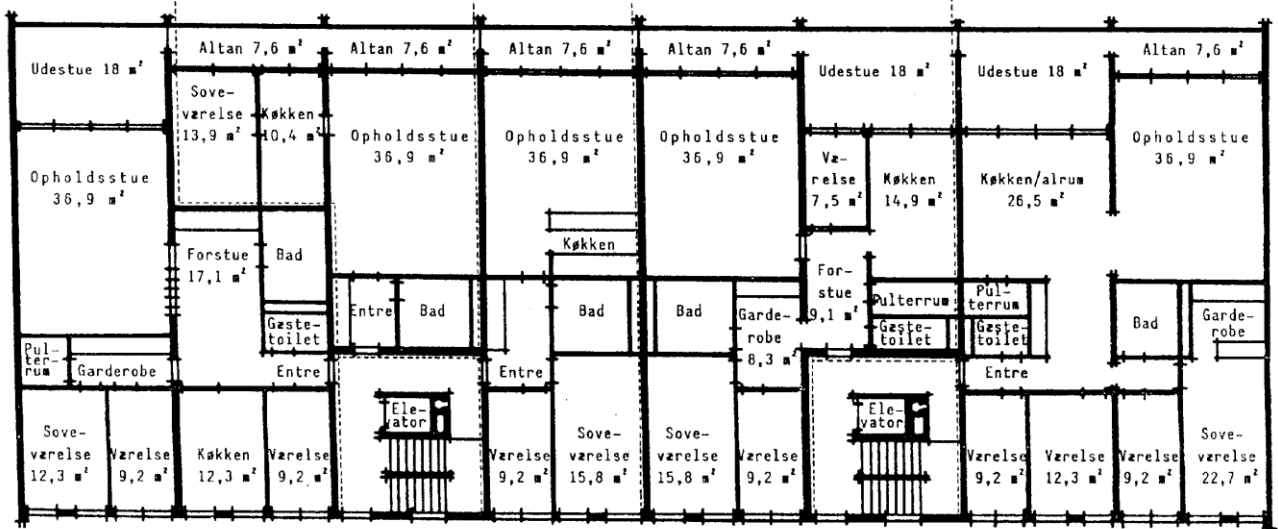 Altan 7,6 m²
Altan 7,6 m²
Altan 7,6 m²
Altan 7,6 m²
Altan 7,6 m²
Udestue 18 m²
Udestue 18 m²
Udestue 18 m²
Sove-
værelse
13,9 m²
Køkken
10,4 m²
Opholdsstue
36,9 m²
Opholdsstue
36,9 m²
Opholdsstue
36,9 m²
Opholdsstue
36,9 m²
Opholdsstue
36,9 m²
Væ-
relse
7,5 m²
Køkken
14,9 m²
Køkken/alrum
26,5 m²
Forstue
17,1 m²
Bad
Køkken
For-
stue
9,1 m²
Pulterrum
Pul-
terrum
Entre
Bad
Bad
Bad
Garde-
robe
8,3 m²
Gæste-
toilet
Gæste-
toilet
Gæste-
toilet
Bad
Garde-
robe
Pul-
ter-
rum
Garderobe
Entre
Entre
Entre
Ele-
vator
Ele-
vator
Sove-
værelse
12,3 m²
Værelse
9,2 m²
Køkken
12,3 m²
Værelse
9,2 m²
Værelse
9,2 m²
Sove-
værelse
15,8 m²
Sove-
værelse
15,8 m²
Værelse
9,2 m²
Værelse
9,2 m²
Værelse
12,3 m²
Værelse
9,2 m²
Sove-
værelse
22,7 m²